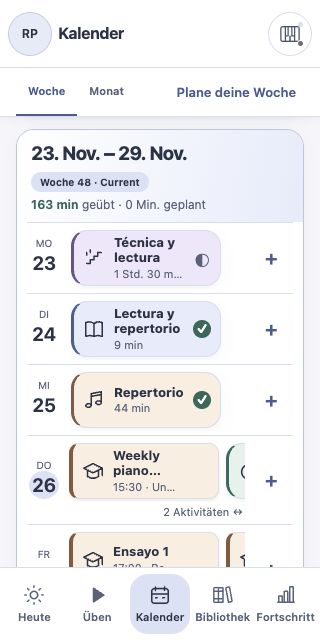 RP Kalender
Woche Monat Plane deine Woche
23. Nov. – 29. Nov.
Woche 48 · Current
163 min geübt · 0 Min. geplant
MO
23
Técnica y
lectura
1 Std. 30 m...
+
DI
24
Lectura y
repertorio
9 min
+
MI
25
Repertorio
44 min
+
DO
26
Weekly
piano...
15:30 · Un...
+
2 Aktivitäten ↔
FR
Ensayo 1
Heute Üben Kalender Bibliothek Fortschritt